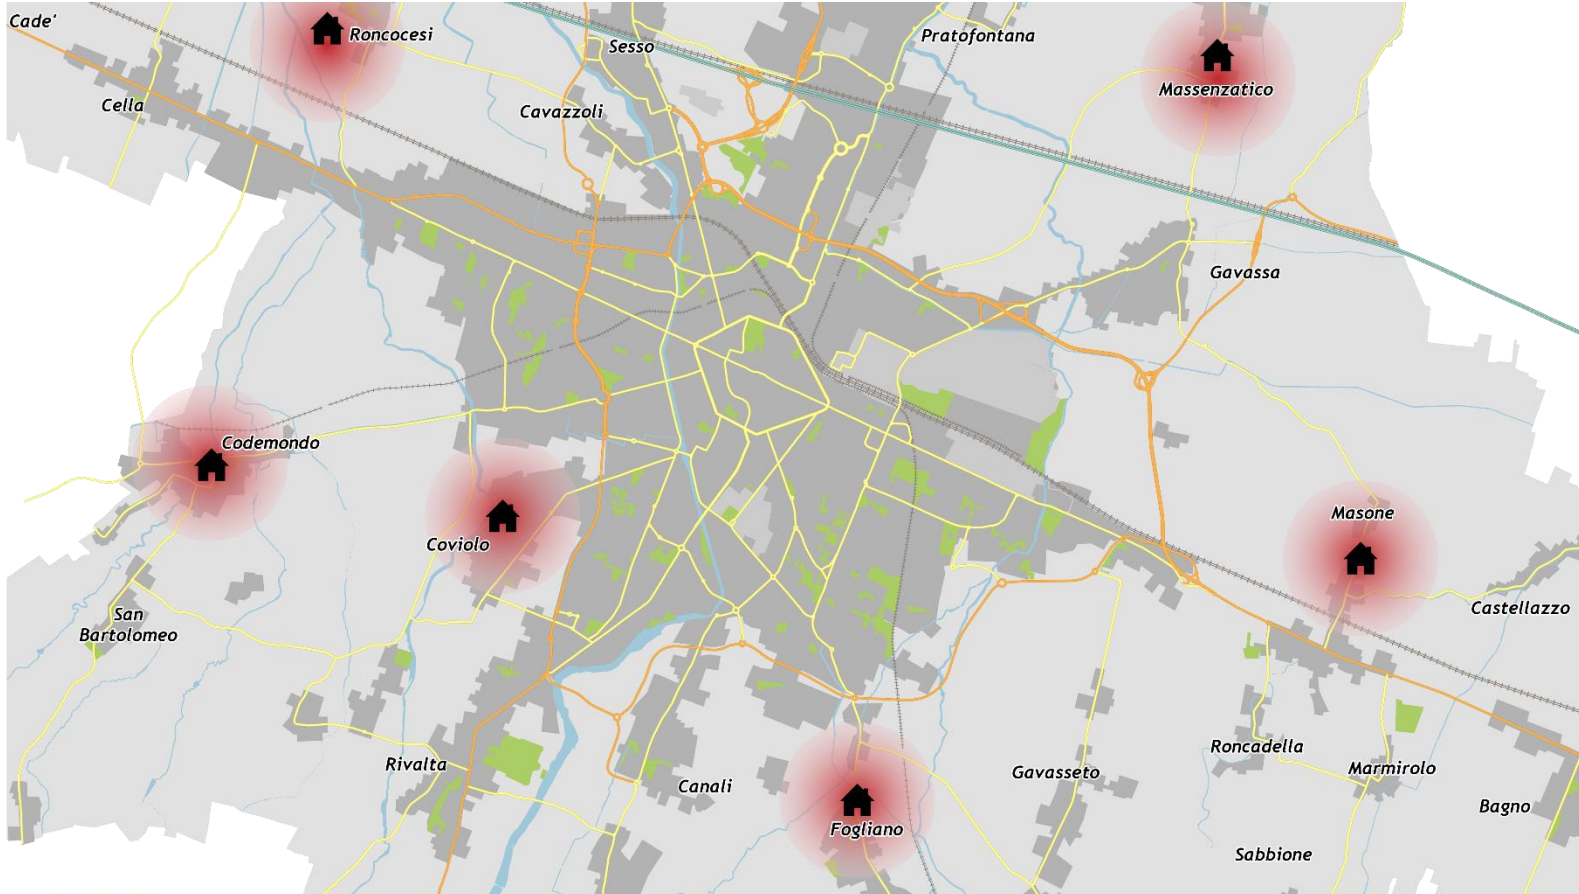 Cade'
Roncocesi
Sesso
Pratofontana
Massenzatico
Cella
Cavazzoli
Gavassa
Codemondo
Coviolo
Masone
Castellazzo
San
Bartolomeo
Rivalta
Canali
Fogliano
Gavasseto
Roncadella
Marmirolo
Bagno
Sabbione